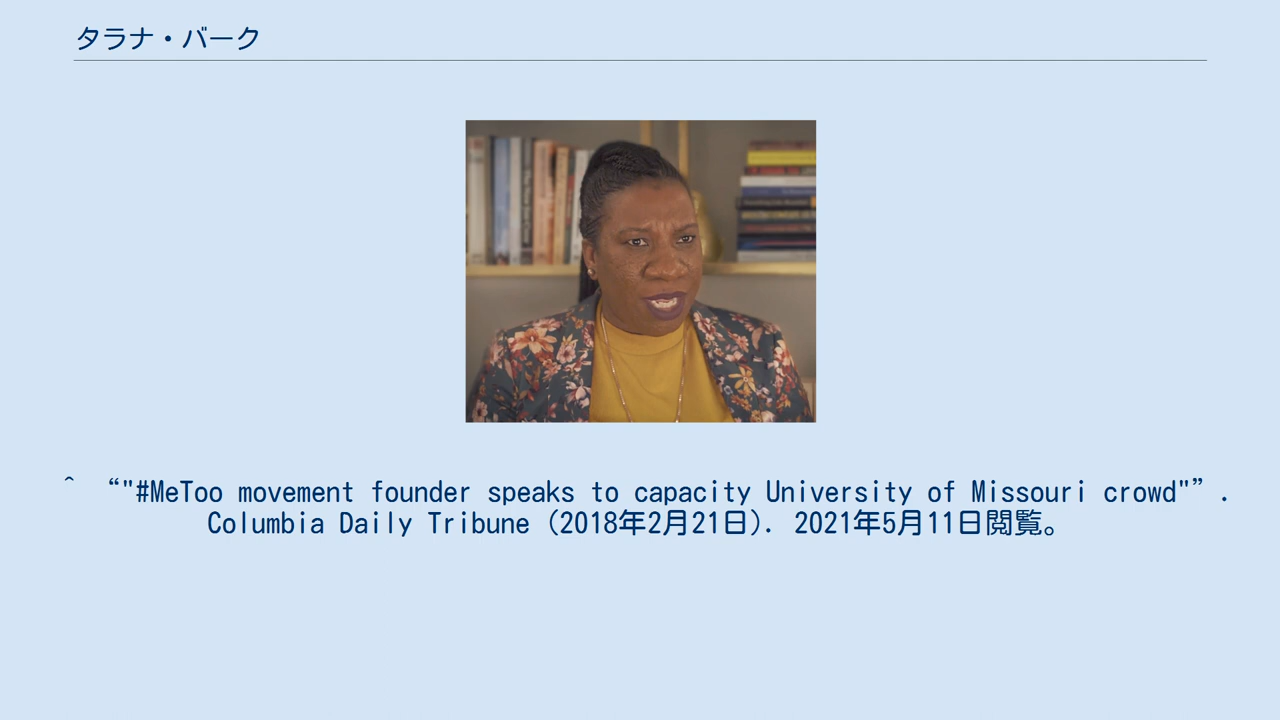 タラナ・バーク
^ “"#MeToo movement founder speaks to capacity University of Missouri crowd"”.
Columbia Daily Tribune (2018年2月21日). 2021年5月11日閲覧。